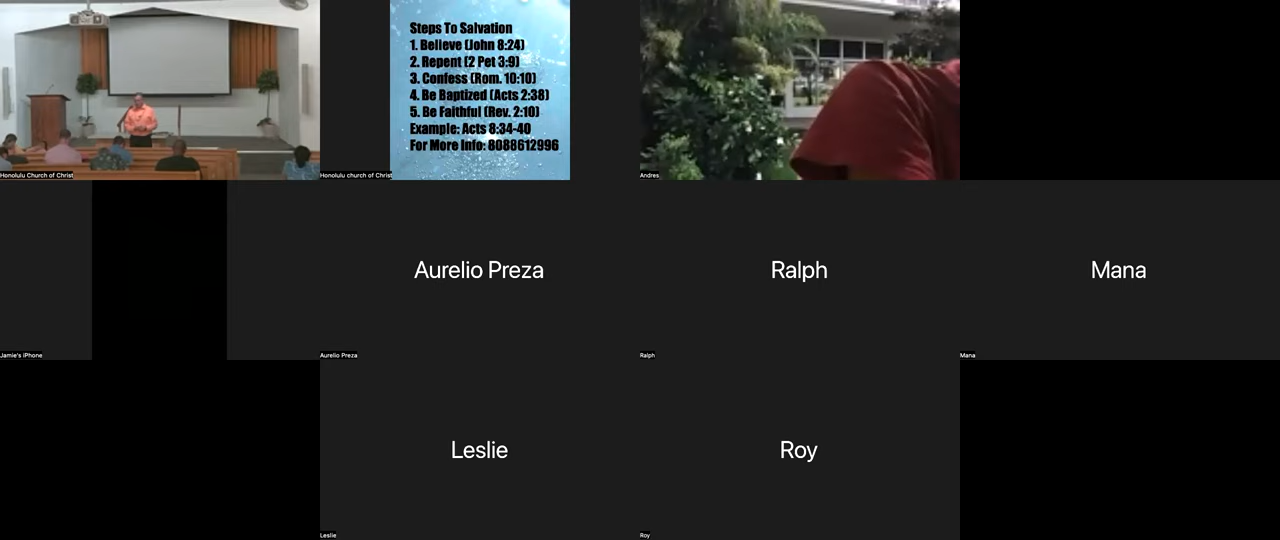 Steps To Salvation
1. Believe (John 8:24)
2. Repent (2 Pet 3:9)
3. Confess (Rom. 10:10)
4. Be Baptized (Acts 2:38)
5. Be Faithful (Rev. 2:10)
Example: Acts 8:34-40
For More Info: 8088612996
Honolulu Church of Christ
Honolulu church of Christ
Andres
Aurelio Preza
Ralph
Mana
Jamie's iPhone
Aurelio Preza
Ralph
Mana
Leslie
Roy
Leslie
Roy